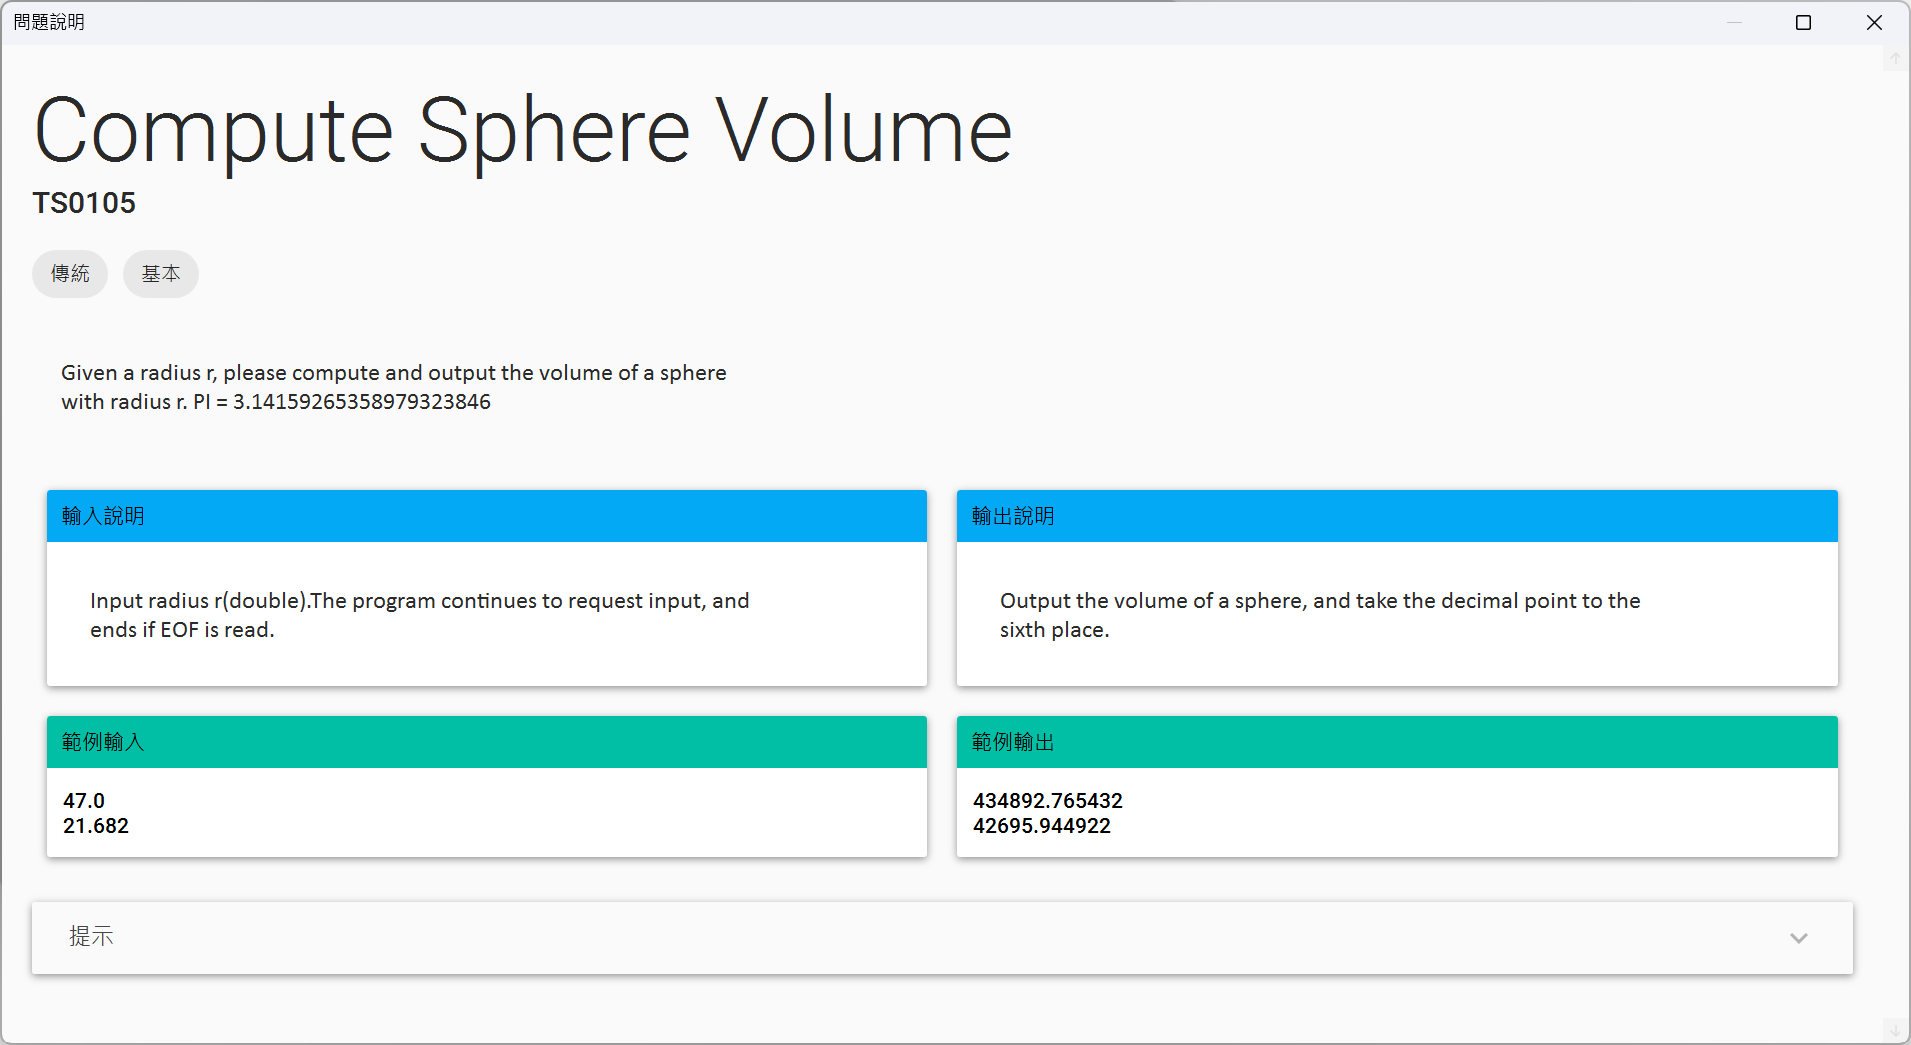 問題說明
Compute Sphere Volume
TS0105
傳統
基本
Given a radius r, please compute and output the volume of a sphere
with radius r. PI = 3.14159265358979323846
輸入說明
Input radius r(double).The program continues to request input, and
ends if EOF is read.
輸出說明
Output the volume of a sphere, and take the decimal point to the
sixth place.
範例輸入
47.0
21.682
範例輸出
434892.765432
42695.944922
提示